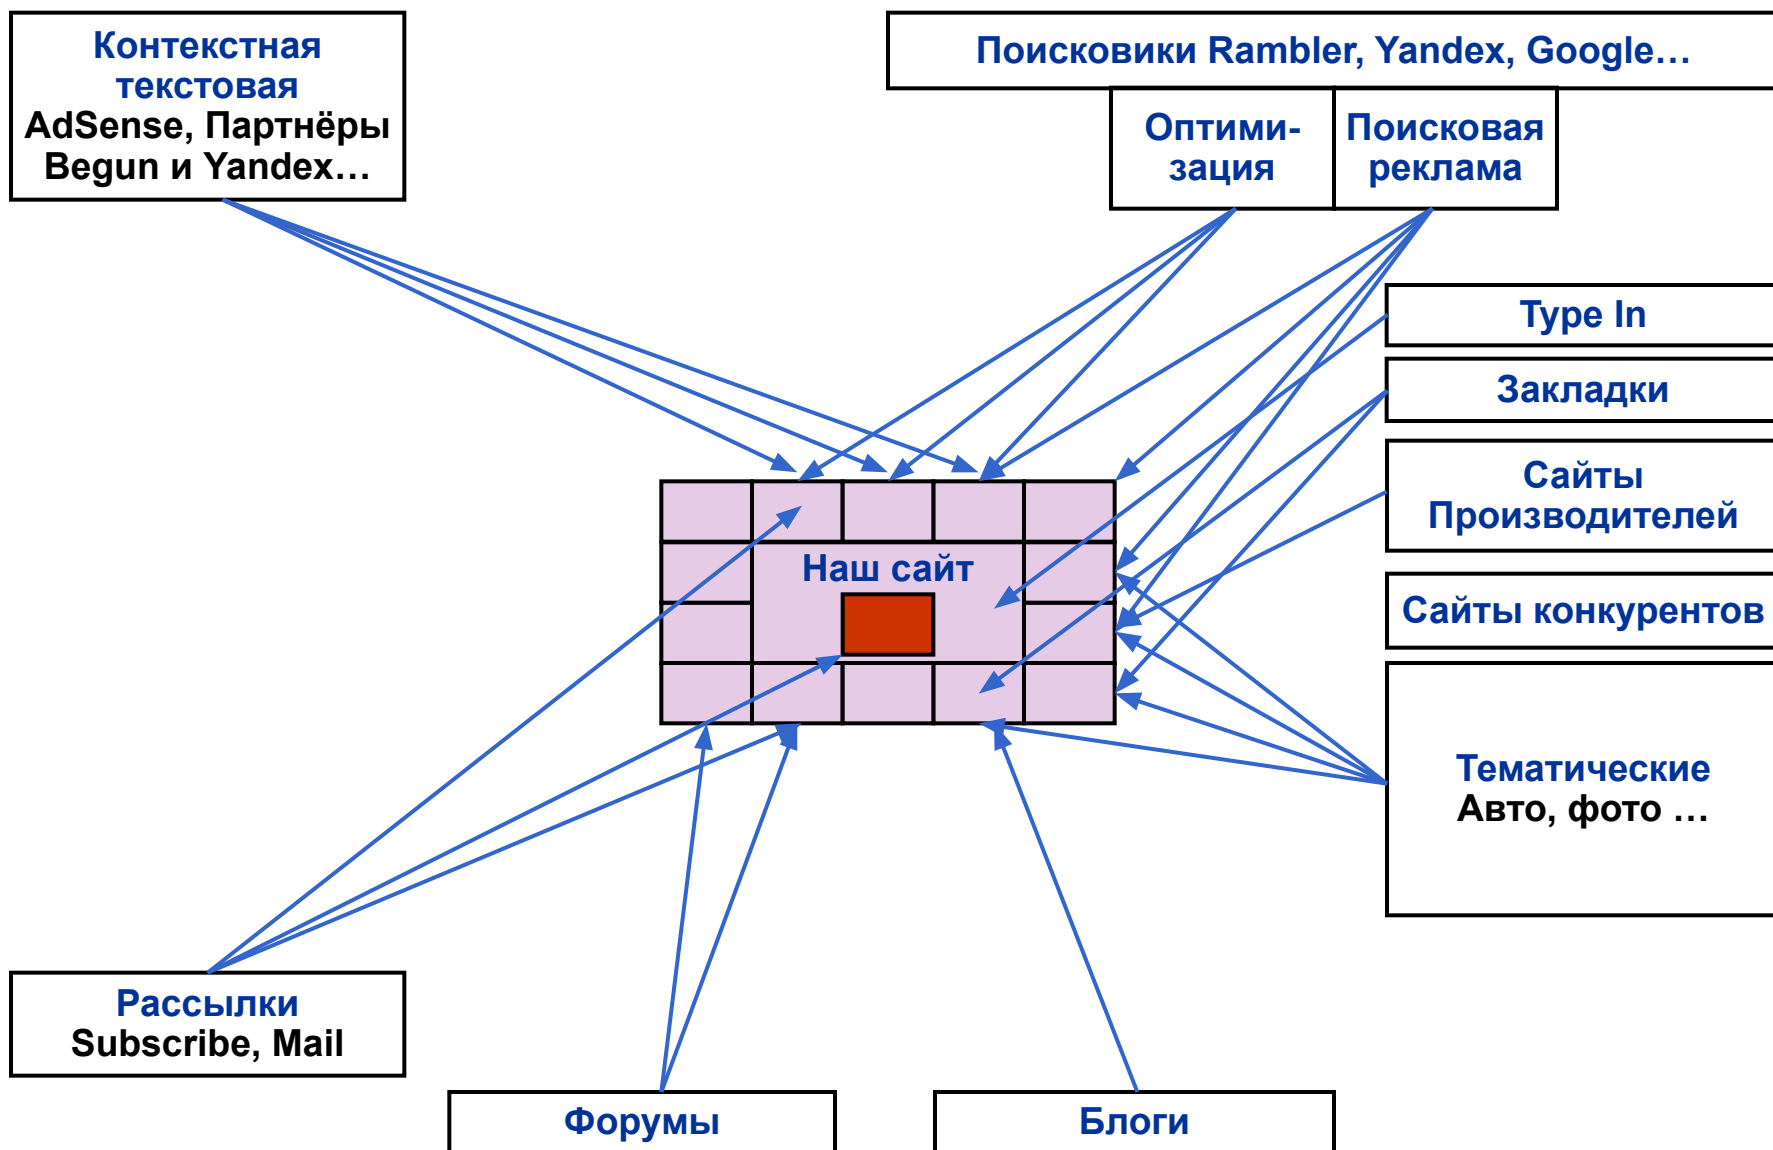 Контекстная
текстовая
AdSense, Партнёры
Begun и Yandex…
Поисковики Rambler, Yandex, Google…
Оптими-
зация
Поисковая
реклама
Type In
Закладки
Сайты
Производителей
Наш сайт
Сайты конкурентов
Тематические
Авто, фото …
Рассылки
Subscribe, Mail
Форумы
Блоги